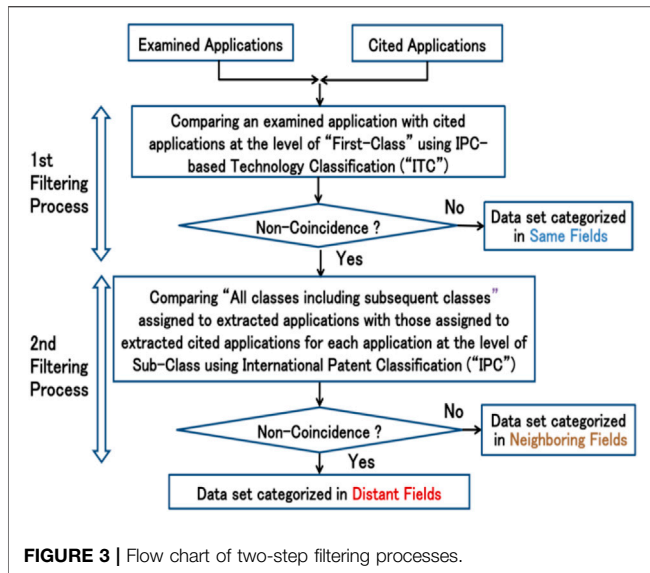 Examined Applications
Cited Applications
1st
Filtering
Process
Comparing an examined application with cited
applications at the level of “First-Class” using IPC-
based Technology Classification (“ITC”)
Non-Coincidence ?
No
Data set categorized
in Same Fields
Yes
2nd
Filtering
Process
Comparing “All classes including subsequent classes”
assigned to extracted applications with those assigned to
extracted cited applications for each application at the level of
Sub-Class using International Patent Classification (“IPC”)
Non-Coincidence ?
No
Data set categorized
in Neighboring Fields
Yes
Data set categorized in Distant Fields
FIGURE 3 | Flow chart of two-step filtering processes.